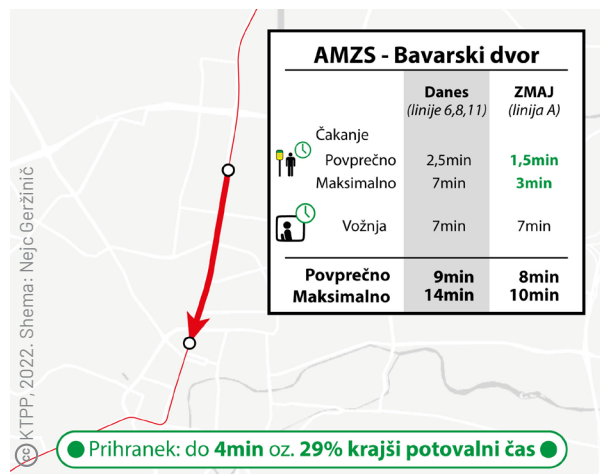 AMZS - Bavarski dvor
Danes ZMAJ
(linije 6,8,11) (linija A)
Čakanje
Povprečno 2,5min 1,5min
Maksimalno 7min 3min
Vožnja 7min 7min
Povprečno 9min 8min
Maksimalno 14min 10min
cc KTPP, 2022. Shema: Nejc Geržinič
Prihranek: do 4min oz. 29% krajši potovalni čas